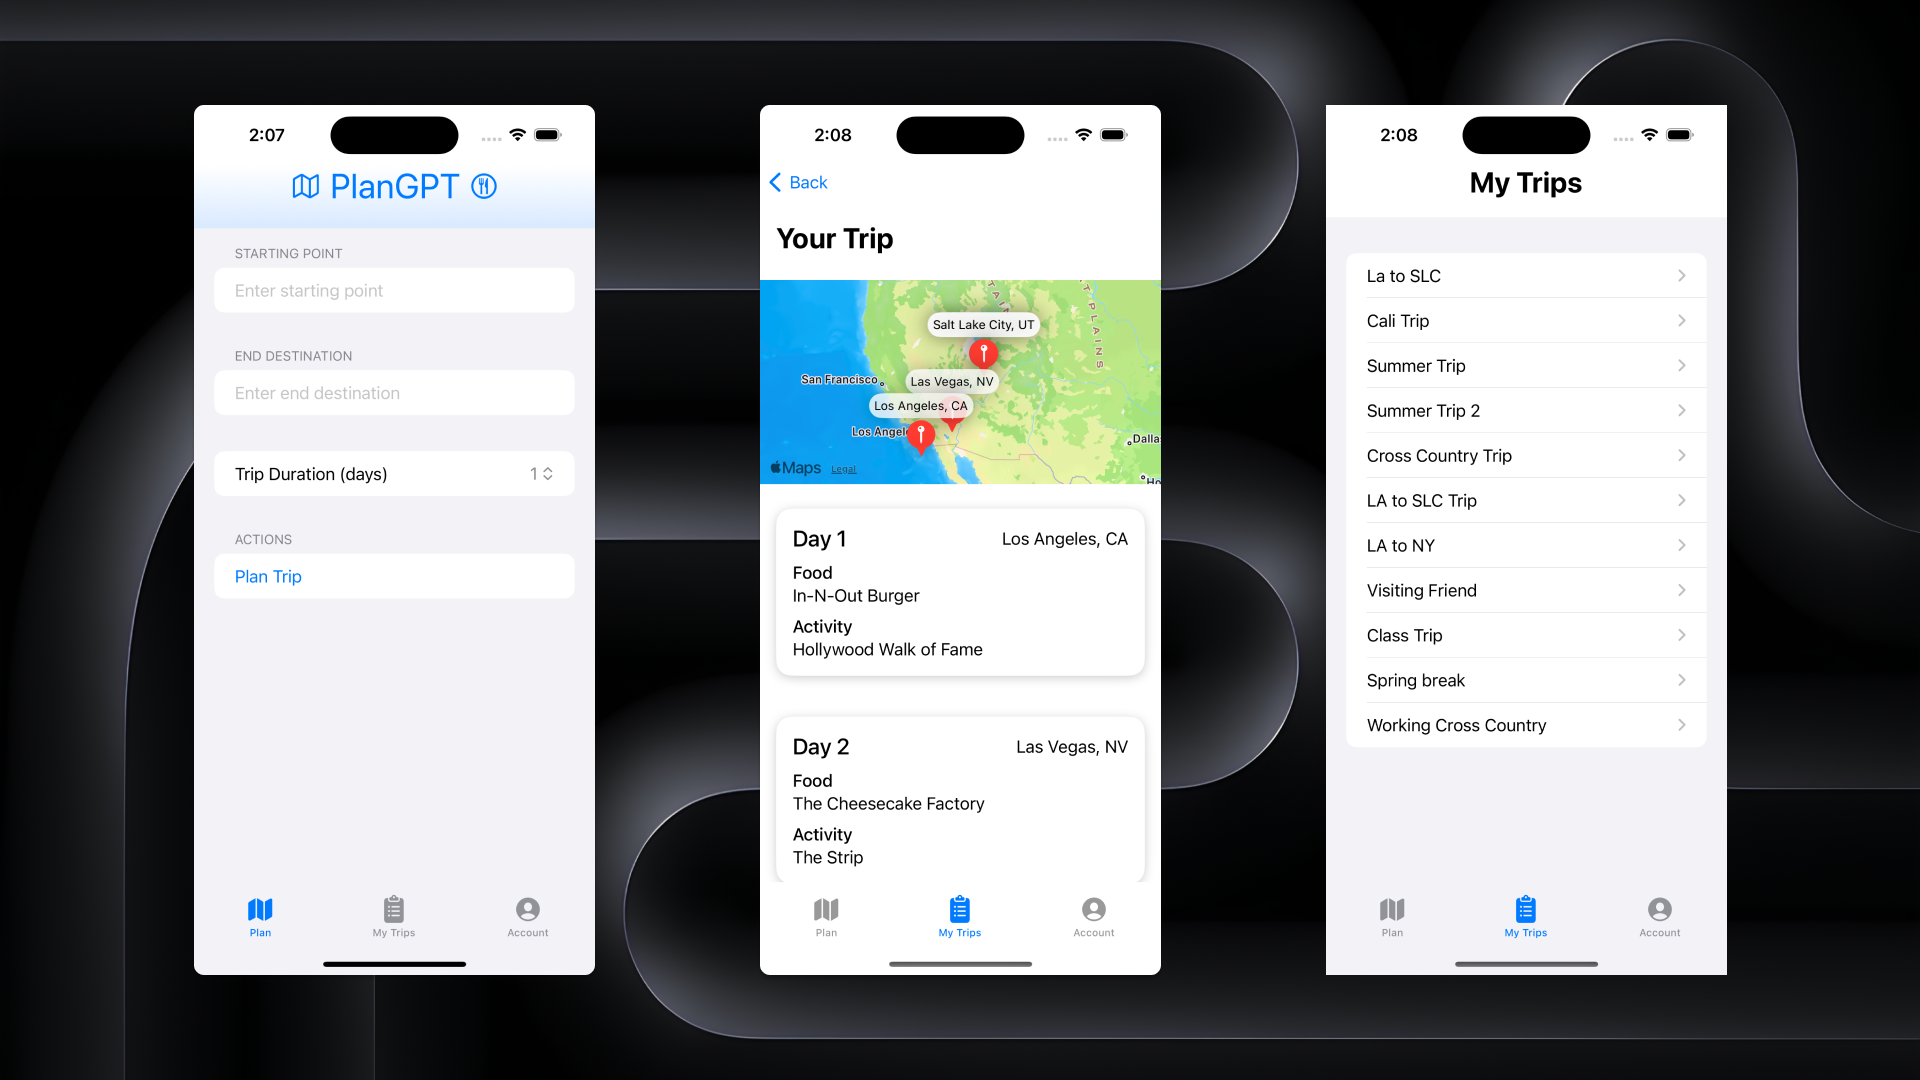 2:07
PlanGPT
STARTING POINT
Enter starting point
END DESTINATION
Enter end destination
Trip Duration (days) 1
ACTIONS
Plan Trip
Plan My Trips Account
2:08
Back
Your Trip
TAI
T PLAINS
Salt Lake City, UT
San Francisco
Las Vegas, NV
Los Angeles, CA
Los Angel
Dalla
Maps Legal
Ho
Day 1 Los Angeles, CA
Food
In-N-Out Burger
Activity
Hollywood Walk of Fame
Day 2 Las Vegas, NV
Food
The Cheesecake Factory
Activity
The Strip
Plan My Trips Account
2:08
My Trips
La to SLC
Cali Trip
Summer Trip
Summer Trip 2
Cross Country Trip
LA to SLC Trip
LA to NY
Visiting Friend
Class Trip
Spring break
Working Cross Country
Plan My Trips Account